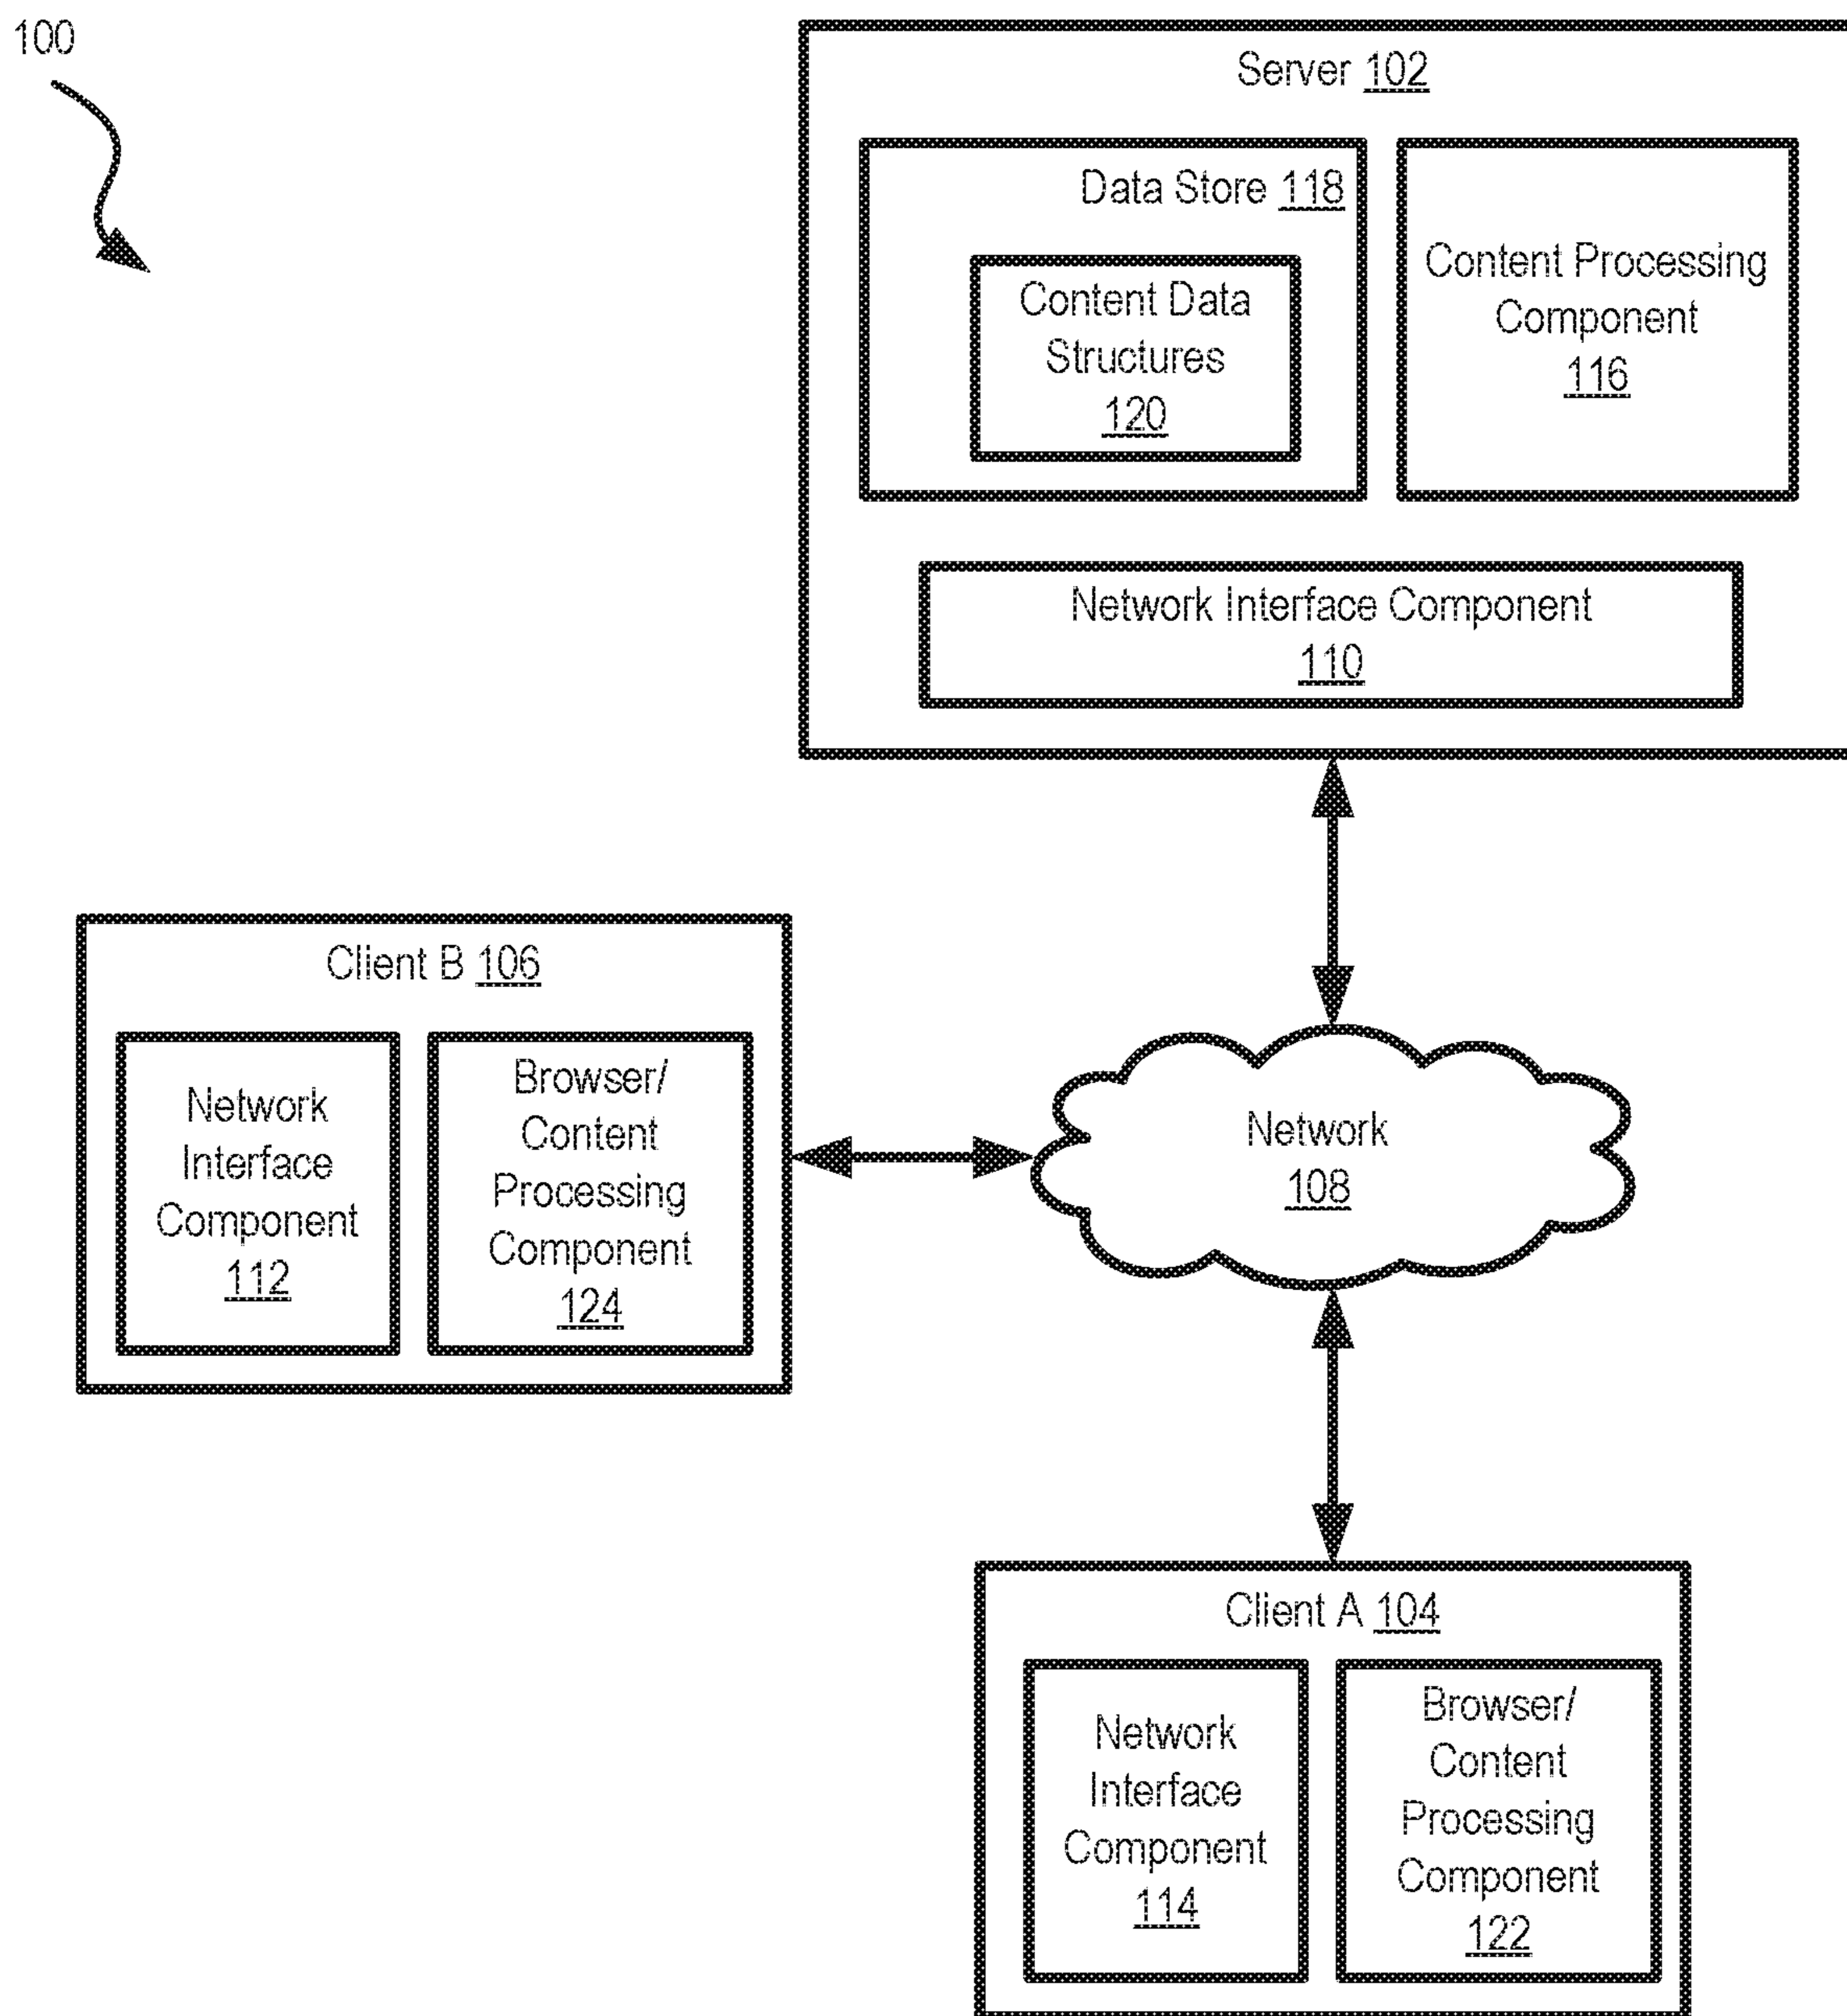 100
Server 102
Data Store 118
Content Data
Structures
120
Content Processing
Component
116
Network Interface Component
110
Client B 106
Network
Interface
Component
112
Browser/
Content
Processing
Component
124
Network
108
Client A 104
Network
Interface
Component
114
Browser/
Content
Processing
Component
122